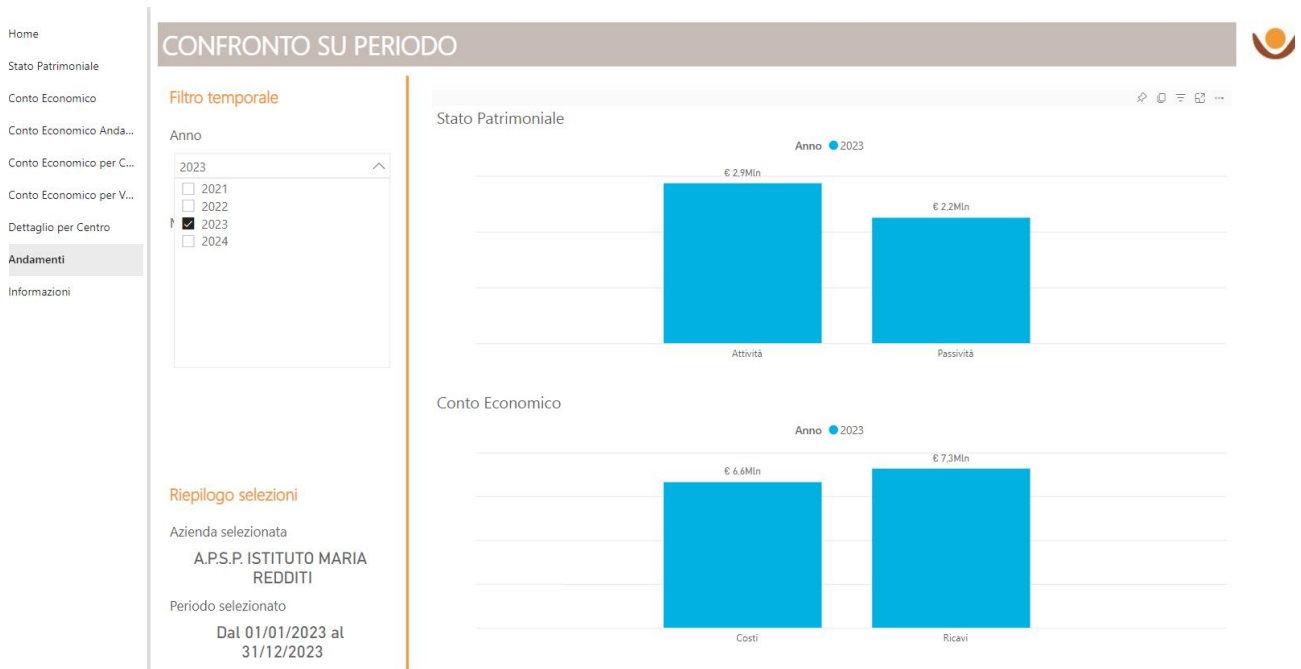 Home
Stato Patrimoniale
Conto Economico
Conto Economico Anda...
Conto Economico per C...
Conto Economico per V...
Dettaglio per Centro
Andamenti
Informazioni
CONFRONTO SU PERIODO
Filtro temporale
Anno
2023
2021
2022
2023
2024
Riepilogo selezioni
Azienda selezionata
A.P.S.P. ISTITUTO MARIA
REDDITI
Periodo selezionato
Dal 01/01/2023 al
31/12/2023
Stato Patrimoniale
Anno 2023
€ 2.9Mln
€ 2.2Mln
Attività
Passività
Conto Economico
Anno 2023
€ 6.6Mln
€ 7.3Mln
Costi
Ricavi